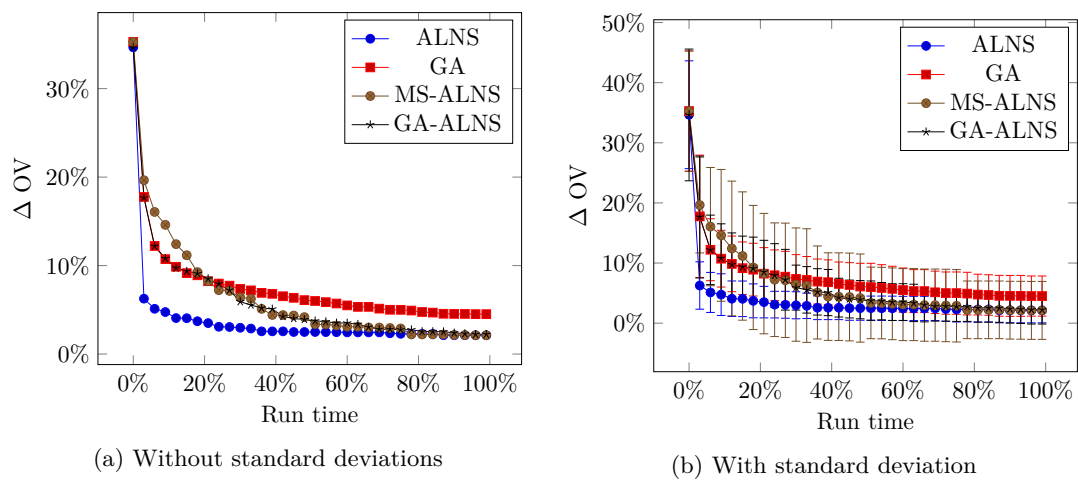 ALNS
GA
MS-ALNS
GA-ALNS
30%
20%
10%
0%
Δ OV
0% 20% 40% 60% 80% 100%
Run time
(a) Without standard deviations
ALNS
GA
MS-ALNS
GA-ALNS
50%
40%
30%
20%
10%
0%
Δ OV
0% 20% 40% 60% 80% 100%
Run time
(b) With standard deviation